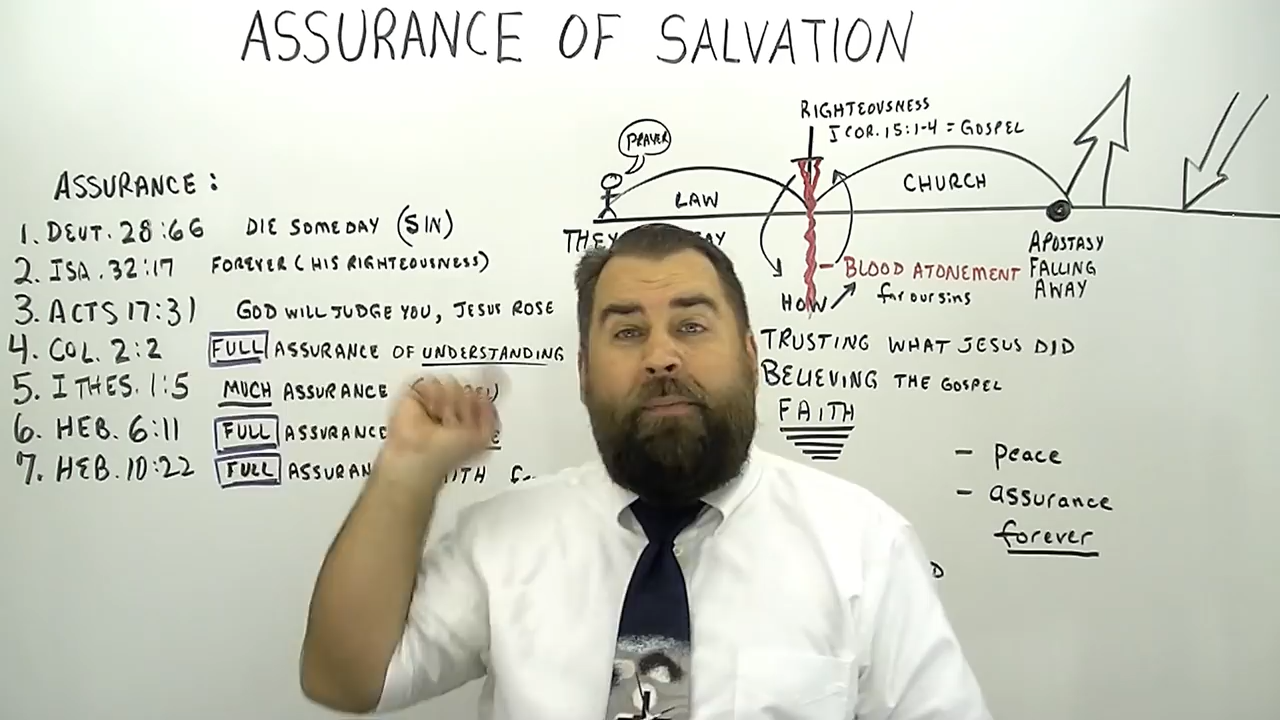 ASSURANCE OF SALVATION
ASSURANCE:
1. DEUT. 28:66 DIE SOMEDAY (SIN)
2. ISA. 32:17 FOREVER (HIS RIGHTEOUSNESS)
3. ACTS 17:31 GOD WILL JUDGE YOU, JESUS ROSE
4. COL. 2:2 FULL ASSURANCE OF UNDERSTANDING
5. I THES. 1:5 MUCH ASSURANCE
6. HEB. 6:11 FULL ASSURANCE
7. HEB. 10:22 FULL
PRAYER
LAW
RIGHTEOUSNESS
I COR. 15:1-4 = GOSPEL
CHURCH
THEY
HOW
BLOOD ATONEMENT
for our sins
APOSTASY
FALLING
AWAY
TRUSTING WHAT JESUS DID
BELIEVING THE GOSPEL
FAITH
- peace
- assurance
forever